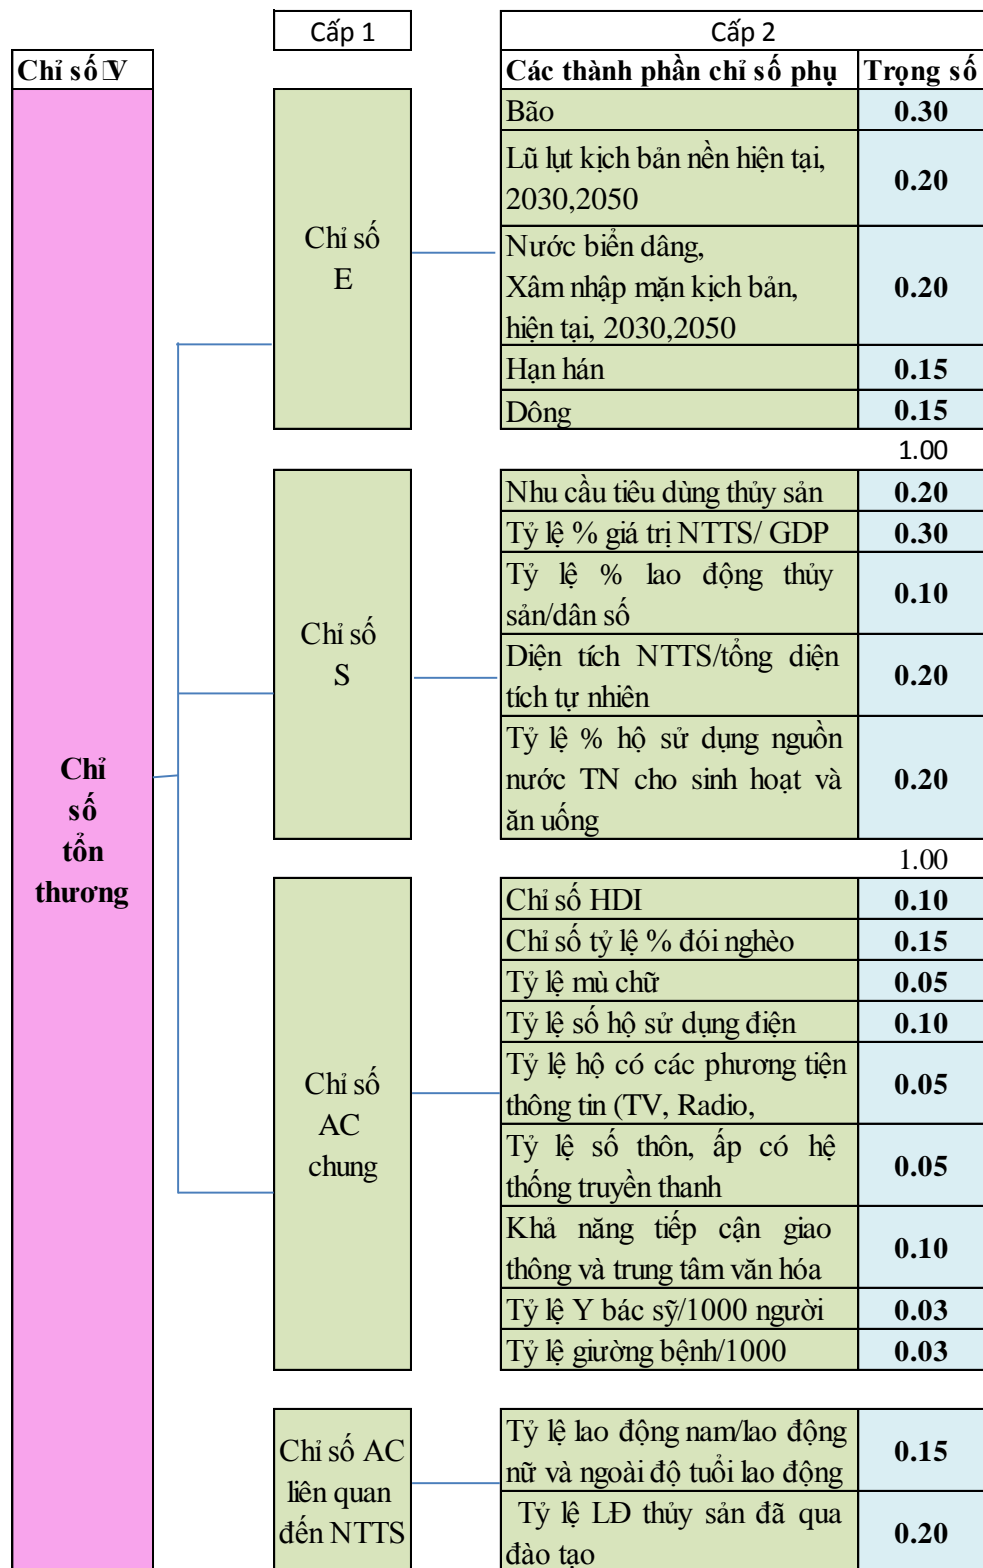 Cấp 1
Cấp 2
Chỉ số V
Các thành phần chỉ số phụ
Trọng số
Chỉ
số
tổn
thương
Chỉ số
E
Bão
0.30
Lũ lụt kịch bản nền hiện tại,
2030,2050
0.20
Nước biển dâng,
Xâm nhập mặn kịch bản,
hiện tại, 2030,2050
0.20
Hạn hán
0.15
Dông
0.15
1.00
Chỉ số
S
Nhu cầu tiêu dùng thủy sản
0.20
Tỷ lệ % giá trị NTTS/ GDP
0.30
Tỷ lệ % lao động thủy
sản/dân số
0.10
Diện tích NTTS/tổng diện
tích tự nhiên
0.20
Tỷ lệ % hộ sử dụng nguồn
nước TN cho sinh hoạt và
ăn uống
0.20
1.00
Chỉ số
AC
chung
Chỉ số HDI
0.10
Chỉ số tỷ lệ % đói nghèo
0.15
Tỷ lệ mù chữ
0.05
Tỷ lệ số hộ sử dụng điện
0.10
Tỷ lệ hộ có các phương tiện
thông tin (TV, Radio,
0.05
Tỷ lệ số thôn, ấp có hệ
thống truyền thanh
0.05
Khả năng tiếp cận giao
thông và trung tâm văn hóa
0.10
Tỷ lệ Y bác sỹ/1000 người
0.03
Tỷ lệ giường bệnh/1000
0.03
Chỉ số AC
liên quan
đến NTTS
Tỷ lệ lao động nam/lao động
nữ và ngoài độ tuổi lao động
0.15
Tỷ lệ LĐ thủy sản đã qua
đào tạo
0.20